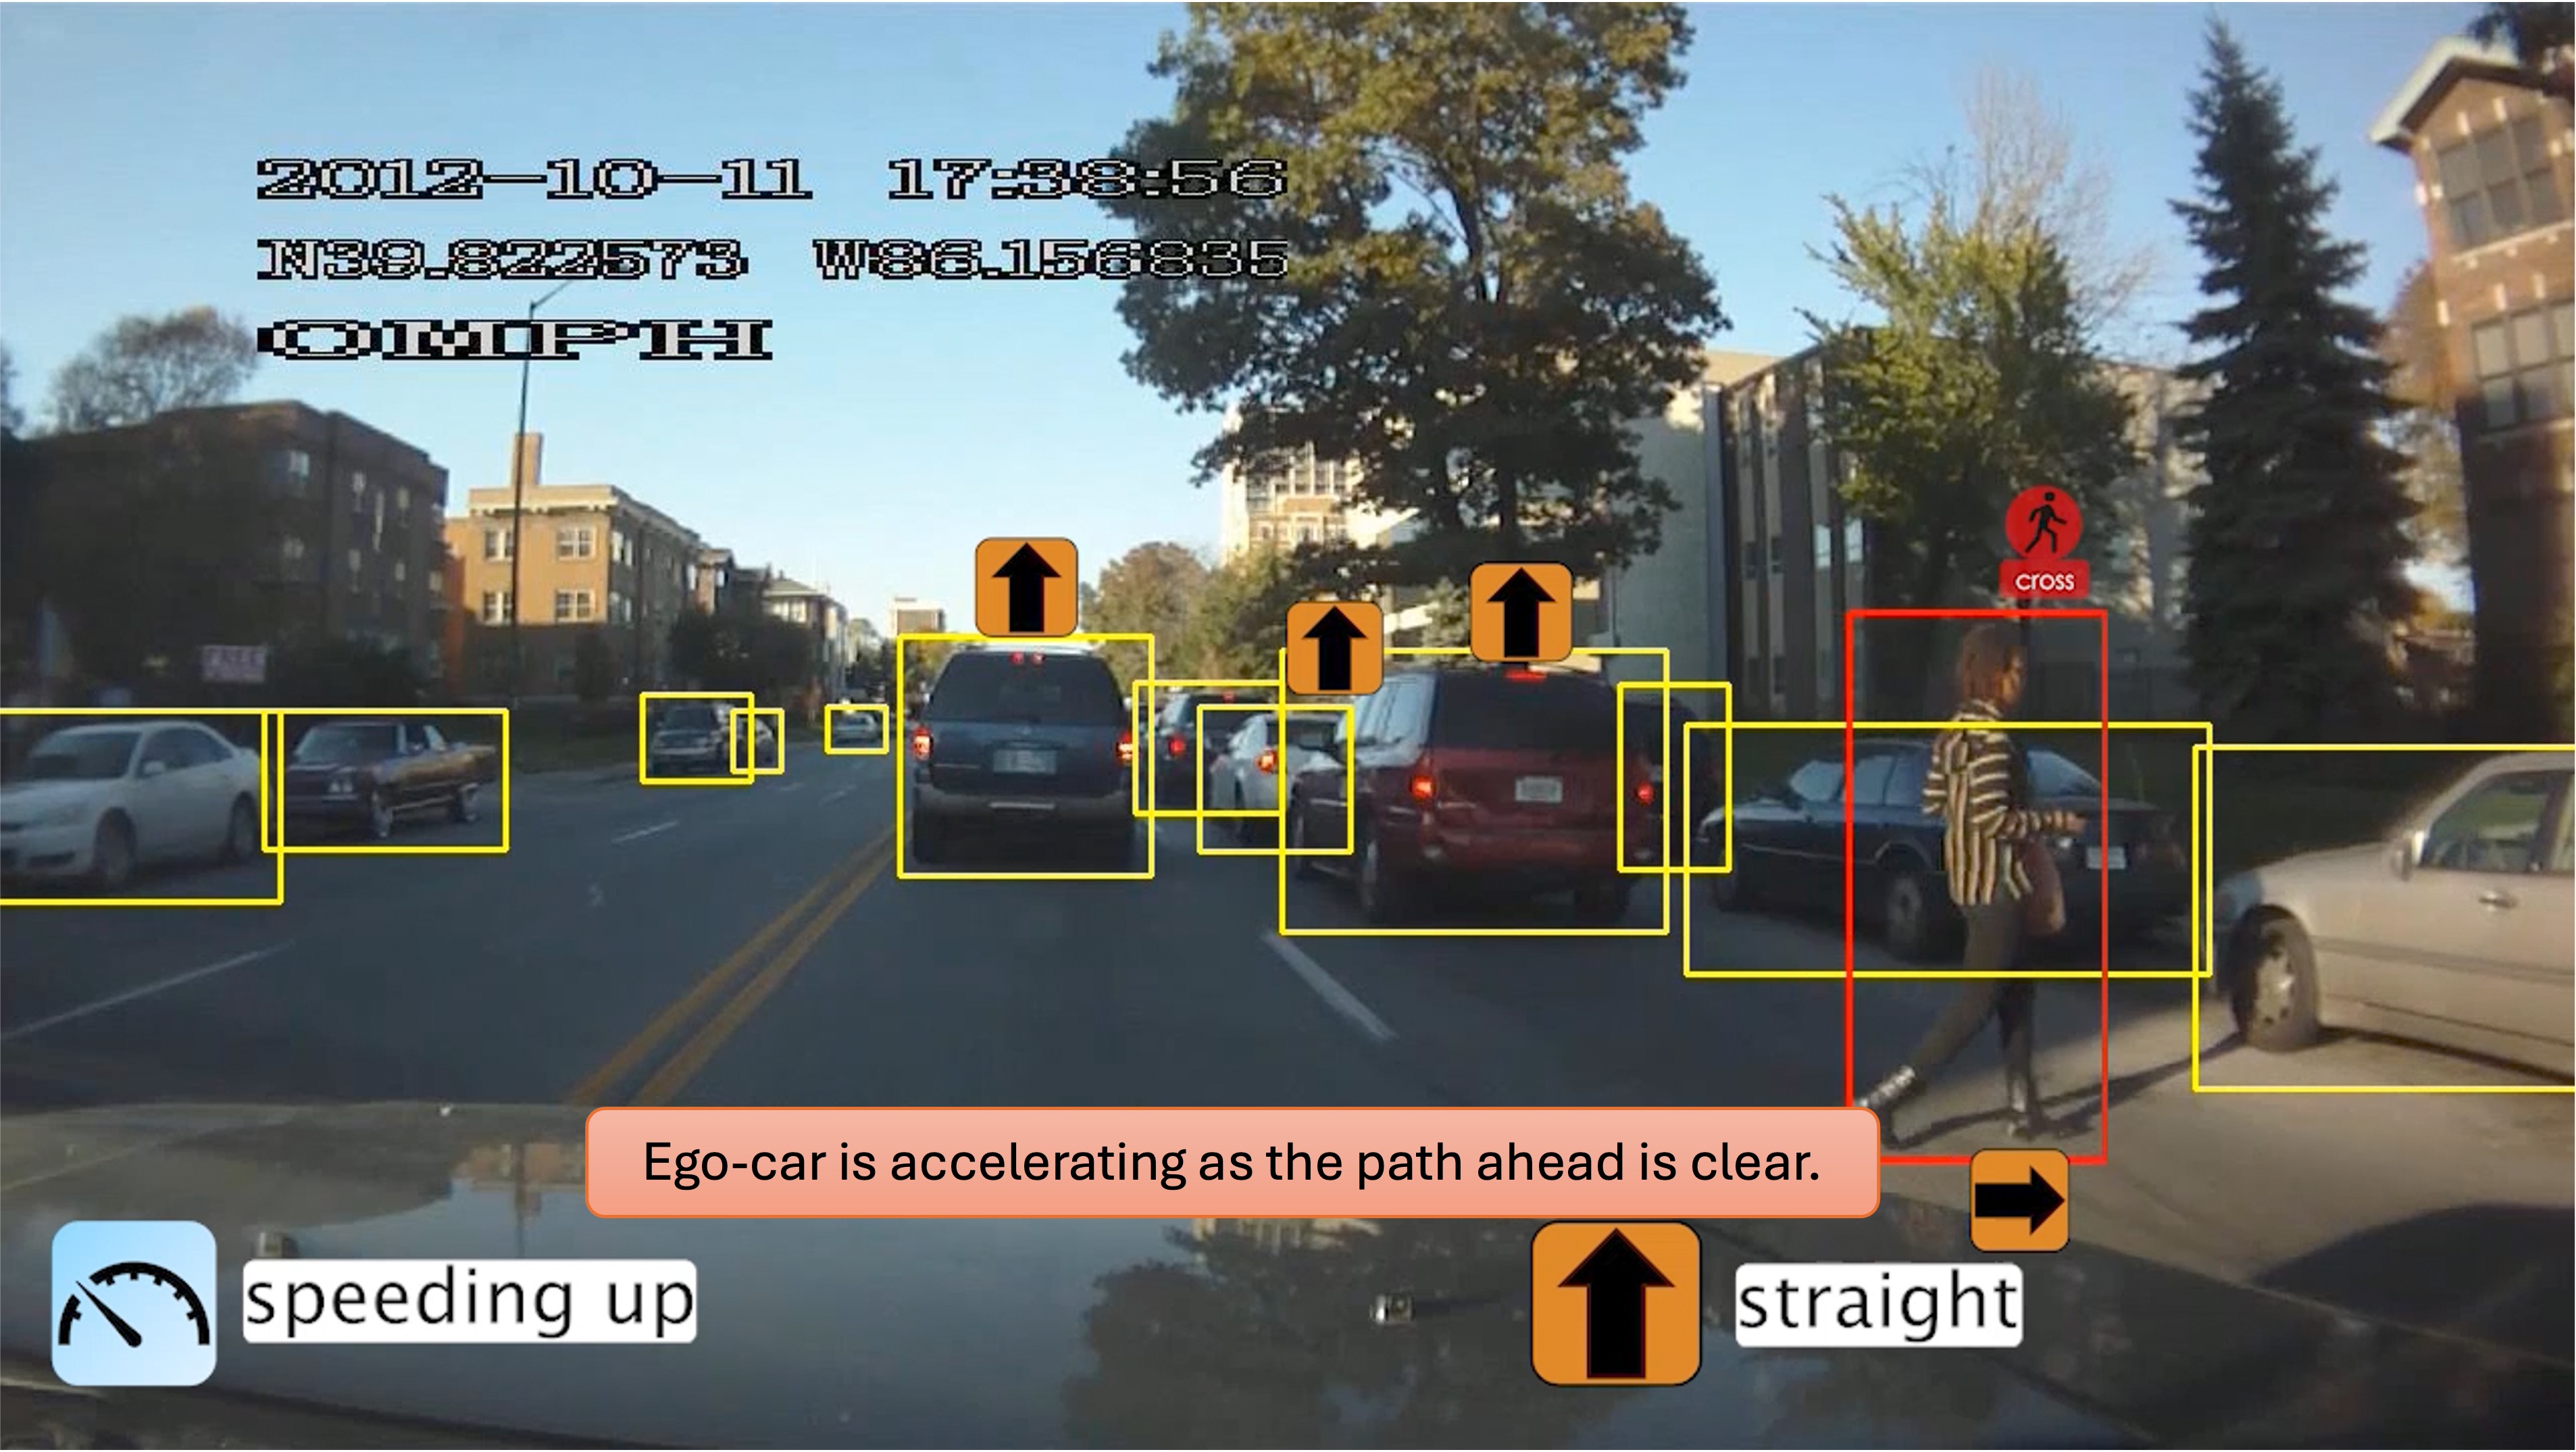 2012-10-11 17:38:56
N39.822573 W86.156835
0MPH
FREE
cross
Ego-car is accelerating as the path ahead is clear.
speeding up
straight